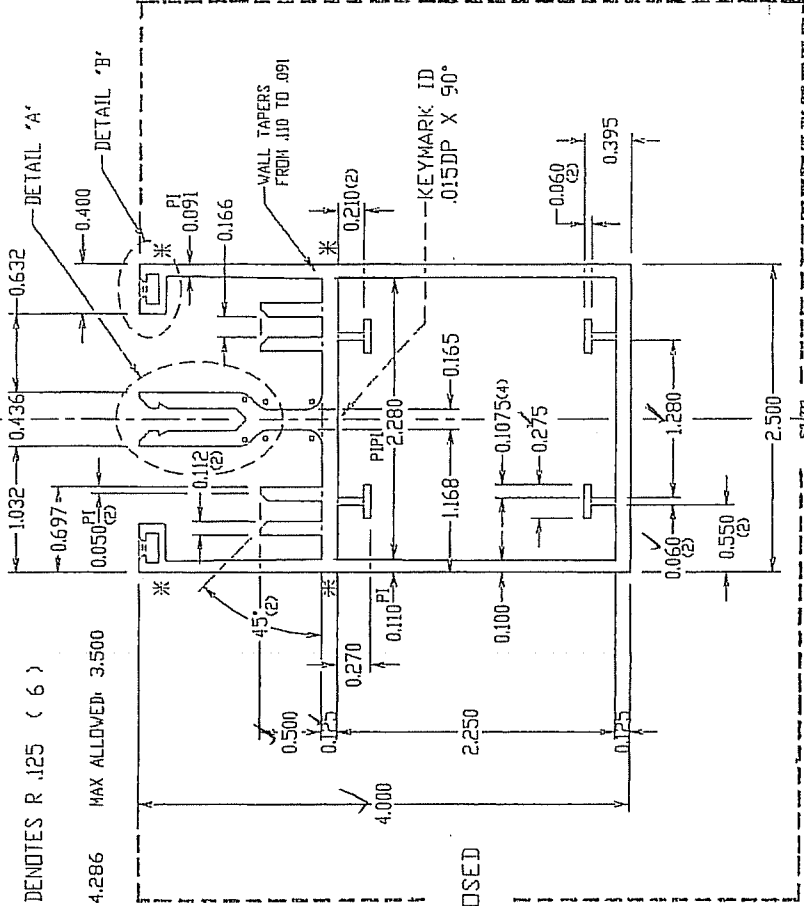 DENOTES R .125 ( 6 )
4.286 MAX ALLOWED: 3.500
OSED
DETAIL 'A'
DETAIL 'B'
WALL TAPERS
FROM .110 TO .091
KEYMARK ID
.015DP X 90°
1.032
0.436
0.632
0.400
0.697
0.050 PI
(2)
0.112
(2)
PI
0.091
0.166
45°
(2)
0.210(2)
0.500
0.125
0.270
0.110 PI
PIPI
2.280
1.168
0.165
2.250
4.000
0.100
0.1075(4)
0.275
0.060
(2)
0.395
0.125
0.060
(2)
0.550
(2)
1.280
2.500